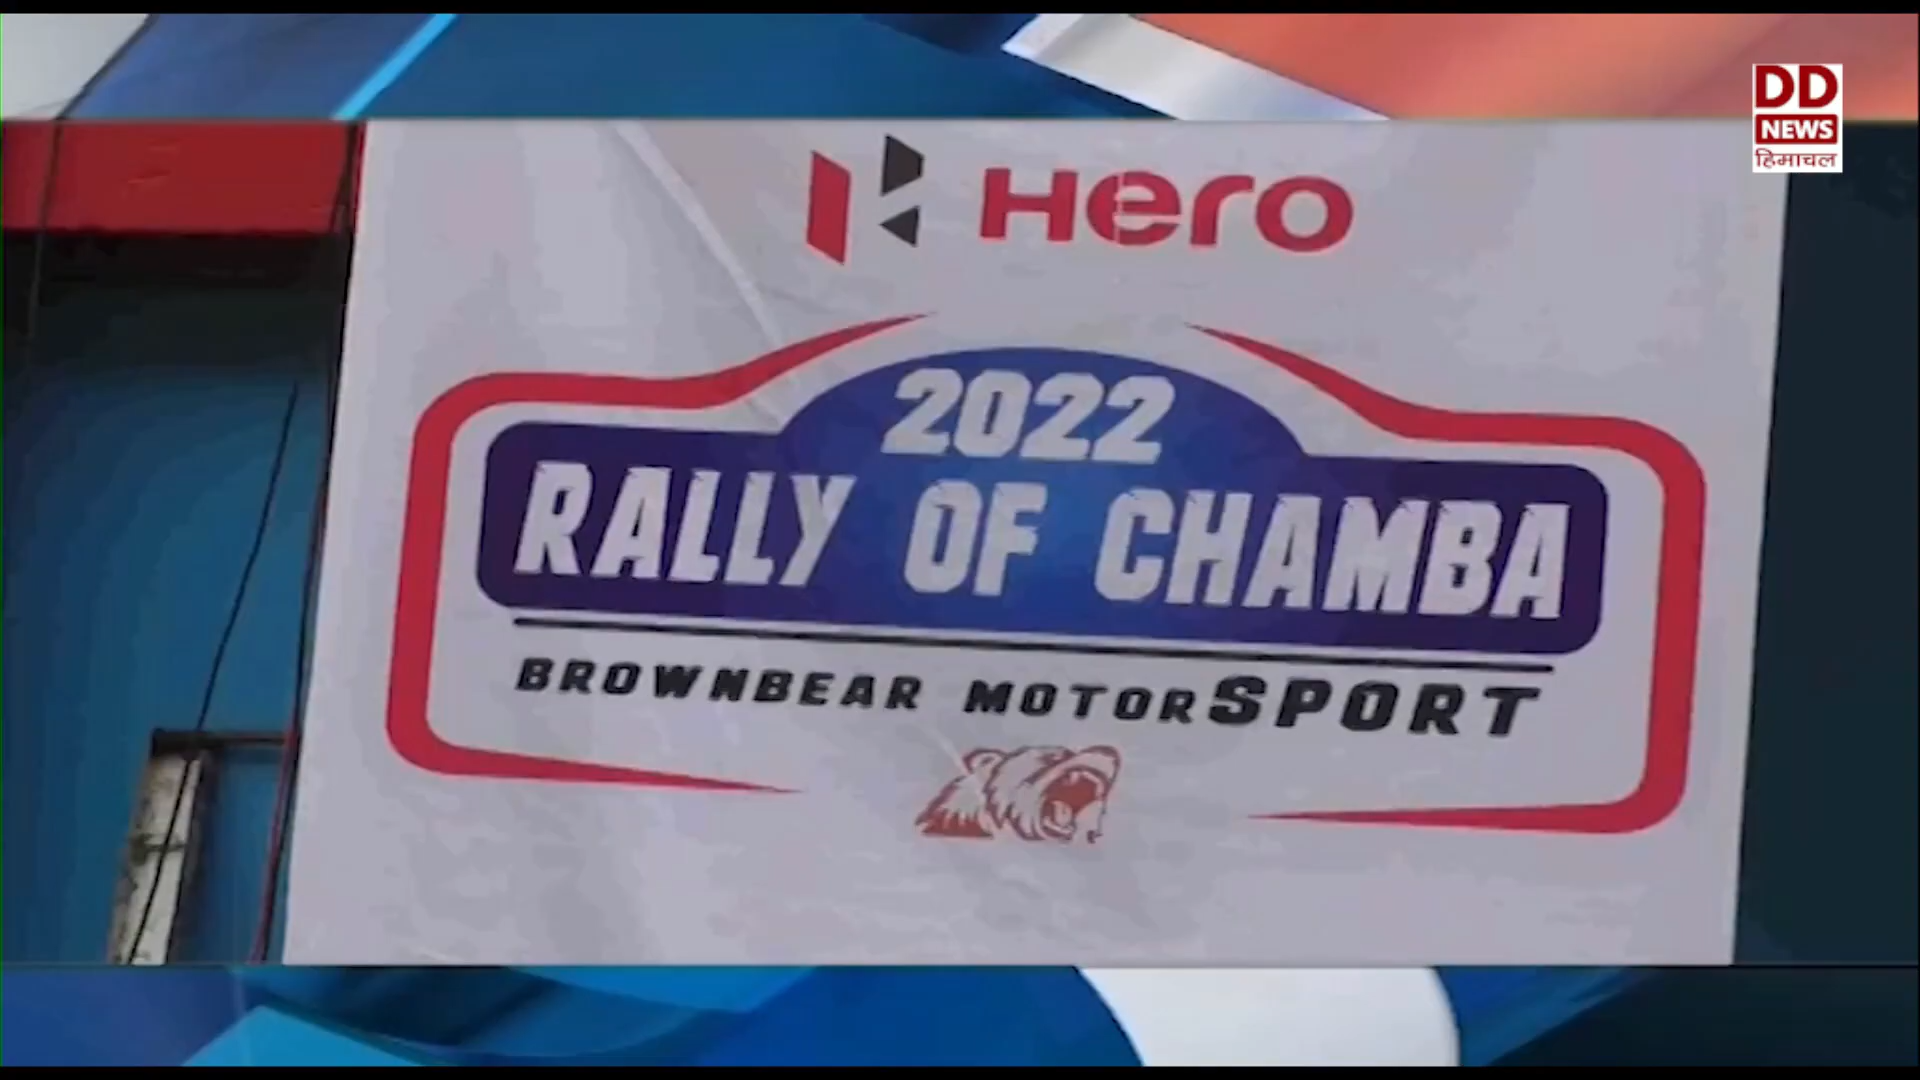 DD
NEWS
हिमाचल
Hero
2022
RALLY OF CHAMBA
BROWNBEAR MOTORSPORT